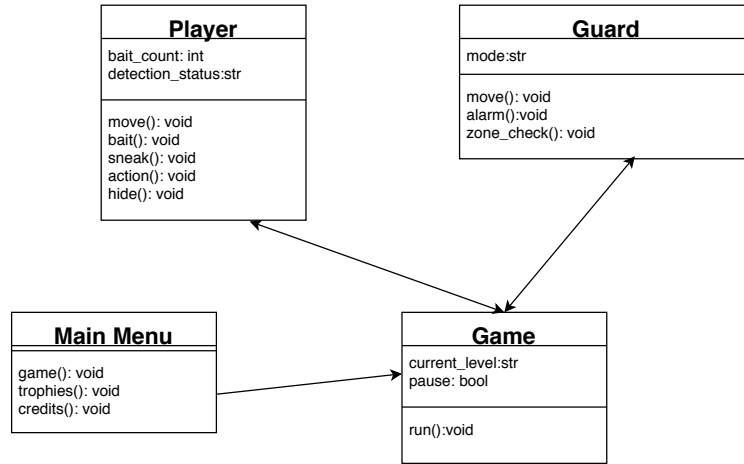 Player
bait_count: int
detection_status:str
move(): void
bait(): void
sneak(): void
action(): void
hide(): void
Guard
mode:str
move(): void
alarm():void
zone_check(): void
Main Menu
game(): void
trophies(): void
credits(): void
Game
current_level:str
pause: bool
run():void